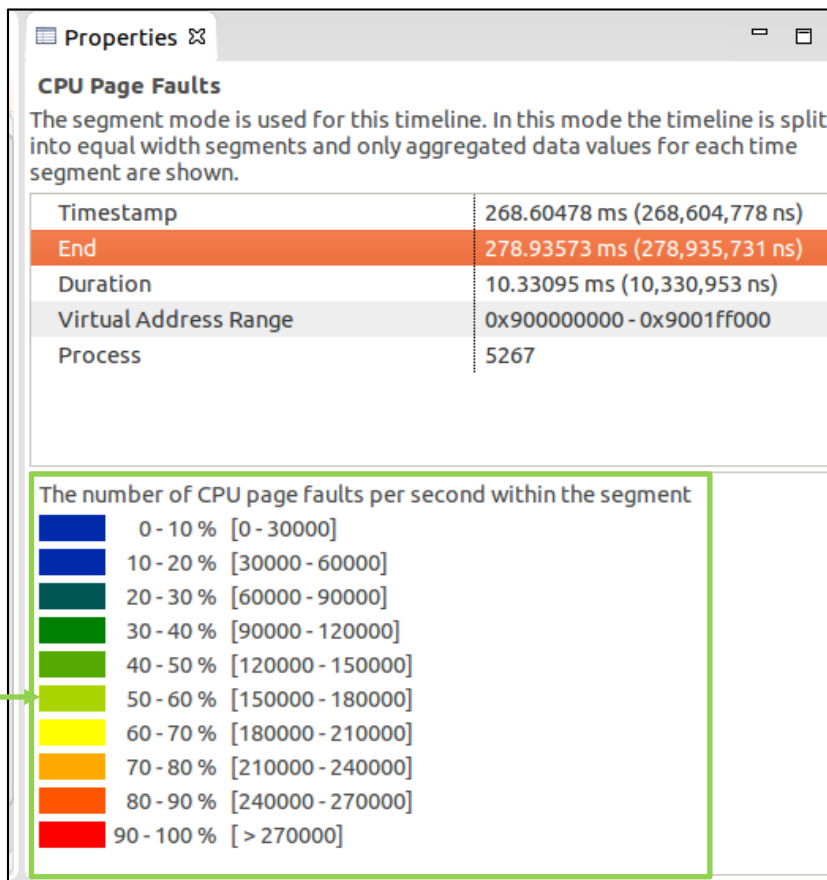 Properties
CPU Page Faults
The segment mode is used for this timeline. In this mode the timeline is split
into equal width segments and only aggregated data values for each time
segment are shown.
Timestamp 268.60478 ms (268,604,778 ns)
End 278.93573 ms (278,935,731 ns)
Duration 10.33095 ms (10,330,953 ns)
Virtual Address Range 0x900000000 - 0x9001ff000
Process 5267
The number of CPU page faults per second within the segment
0 - 10 % [0 - 30000]
10 - 20 % [30000 - 60000]
20 - 30 % [60000 - 90000]
30 - 40 % [90000 - 120000]
40 - 50 % [120000 - 150000]
50 - 60 % [150000 - 180000]
60 - 70 % [180000 - 210000]
70 - 80 % [210000 - 240000]
80 - 90 % [240000 - 270000]
90 - 100 % [ > 270000]